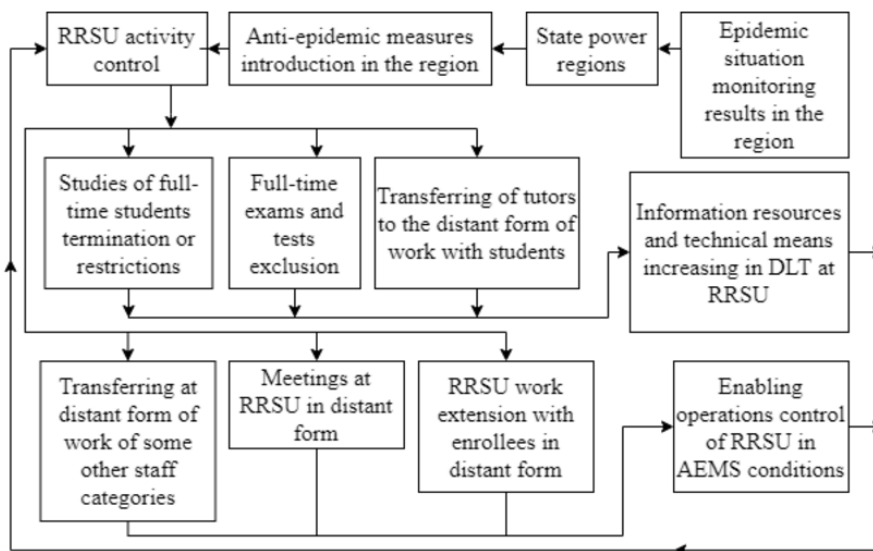 RRSU activity
control
Anti-epidemic measures
introduction in the region
State power
regions
Epidemic
situation
monitoring
results in the
region
Studies of full-
time students
termination or
restrictions
Full-time
exams and
tests
exclusion
Transferring of tutors
to the distant form of
work with students
Information resources
and technical means
increasing in DLT at
RRSU
Transferring at
distant form of
work of some
other staff
categories
Meetings at
RRSU in distant
form
RRSU work
extension with
enrollees in
distant form
Enabling
operations control
of RRSU in
AEMS conditions